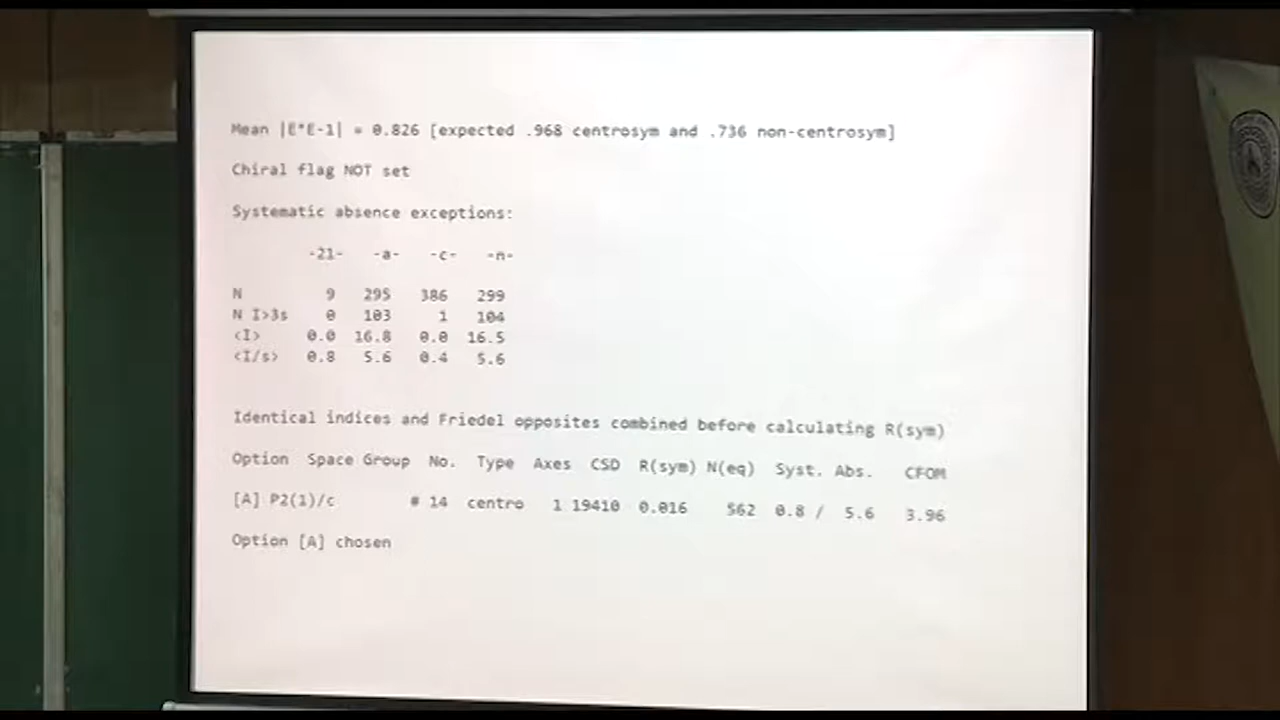 Mean |E*E-1| = 0.826 [expected .968 centrosym and .736 non-centrosym]
Chiral flag NOT set
Systematic absence exceptions:
-21- -a- -c- -n-
N 9 295 386 299
N I>3s 0 103 1 104
<I> 0.0 16.8 0.0 16.5
<I/s> 0.8 5.6 0.4 5.6
Identical indices and Friedel opposites combined before calculating R(sym)
Option Space Group No. Type Axes CSD R(sym) N(eq) Syst. Abs. CFOM
[A] P2(1)/c # 14 centro 1 19410 0.016 562 0.8 / 5.6 3.96
Option [A] chosen